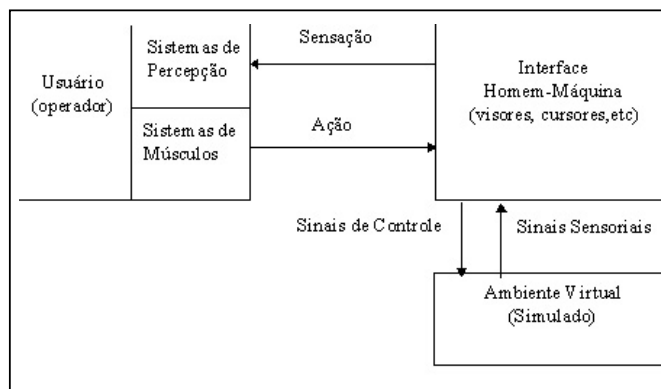 Usuário
(operador)
Sistemas de
Percepção
Sistemas de
Músculos
Sensação
Ação
Interface
Homem-Máquina
(visores, cursores,etc)
Sinais de Controle
Sinais Sensoriais
Ambiente Virtual
(Simulado)